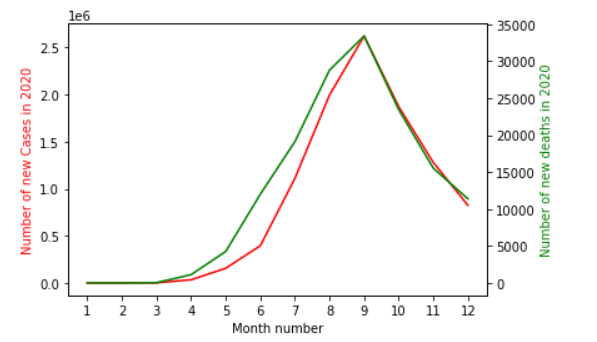 1e6
2.5
2.0
1.5
1.0
0.5
0.0
Number of new Cases in 2020
35000
30000
25000
20000
15000
10000
5000
0
Number of new deaths in 2020
1 2 3 4 5 6 7 8 9 10 11 12
Month number